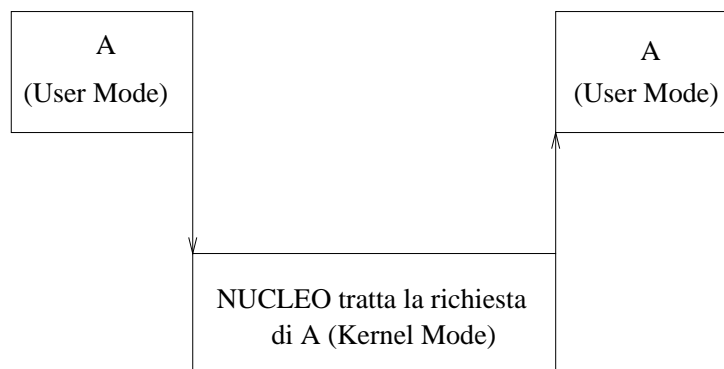 A
(User Mode)
A
(User Mode)
NUCLEO tratta la richiesta
di A (Kernel Mode)